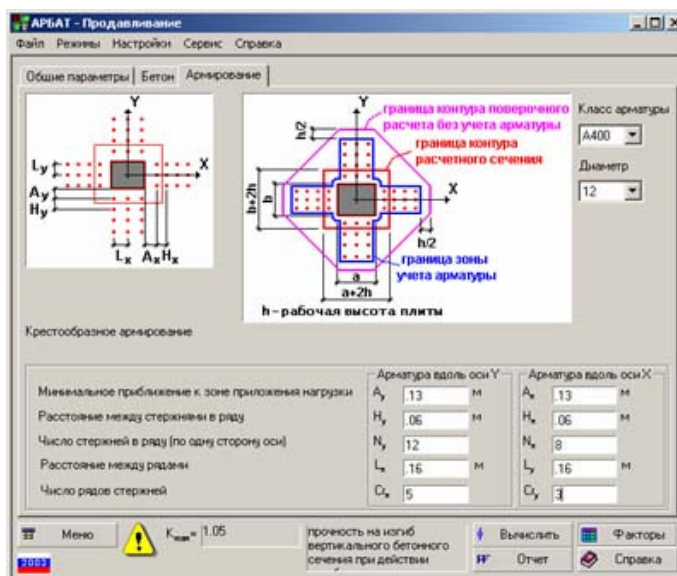 АРБАТ - Продавливание
Файл Режимы Настройки Сервис Справка
Общие параметры Бетон Армирование
Y
X
Ly
Ay
Hy
Lx Ax Hx
граница контура поверочного
расчета без учета арматуры
граница контура
расчетного сечения
Y
X
h/2
b+2h
b
h/2
граница зоны
учета арматуры
a
a+2h
h - рабочая высота плиты
Класс арматуры
A400
Диаметр
12
Крестообразное армирование
Арматура вдоль оси Y Арматура вдоль оси X
Минимальное приближение к зоне приложения нагрузки Ay .13 м Ax .13 м
Расстояние между стержнями в ряду Hy .06 м Hx .06 м
Число стержней в ряду (по одну сторону оси) Ny 12 Nx 8
Расстояние между рядами Lx .16 м Ly .16 м
Число рядов стержней Crx 5 Cry 3
Меню
Kmax= 1.05
прочность на изгиб
вертикального бетонного
сечения при действии
Вычислить Факторы
Отчет Справка
2003